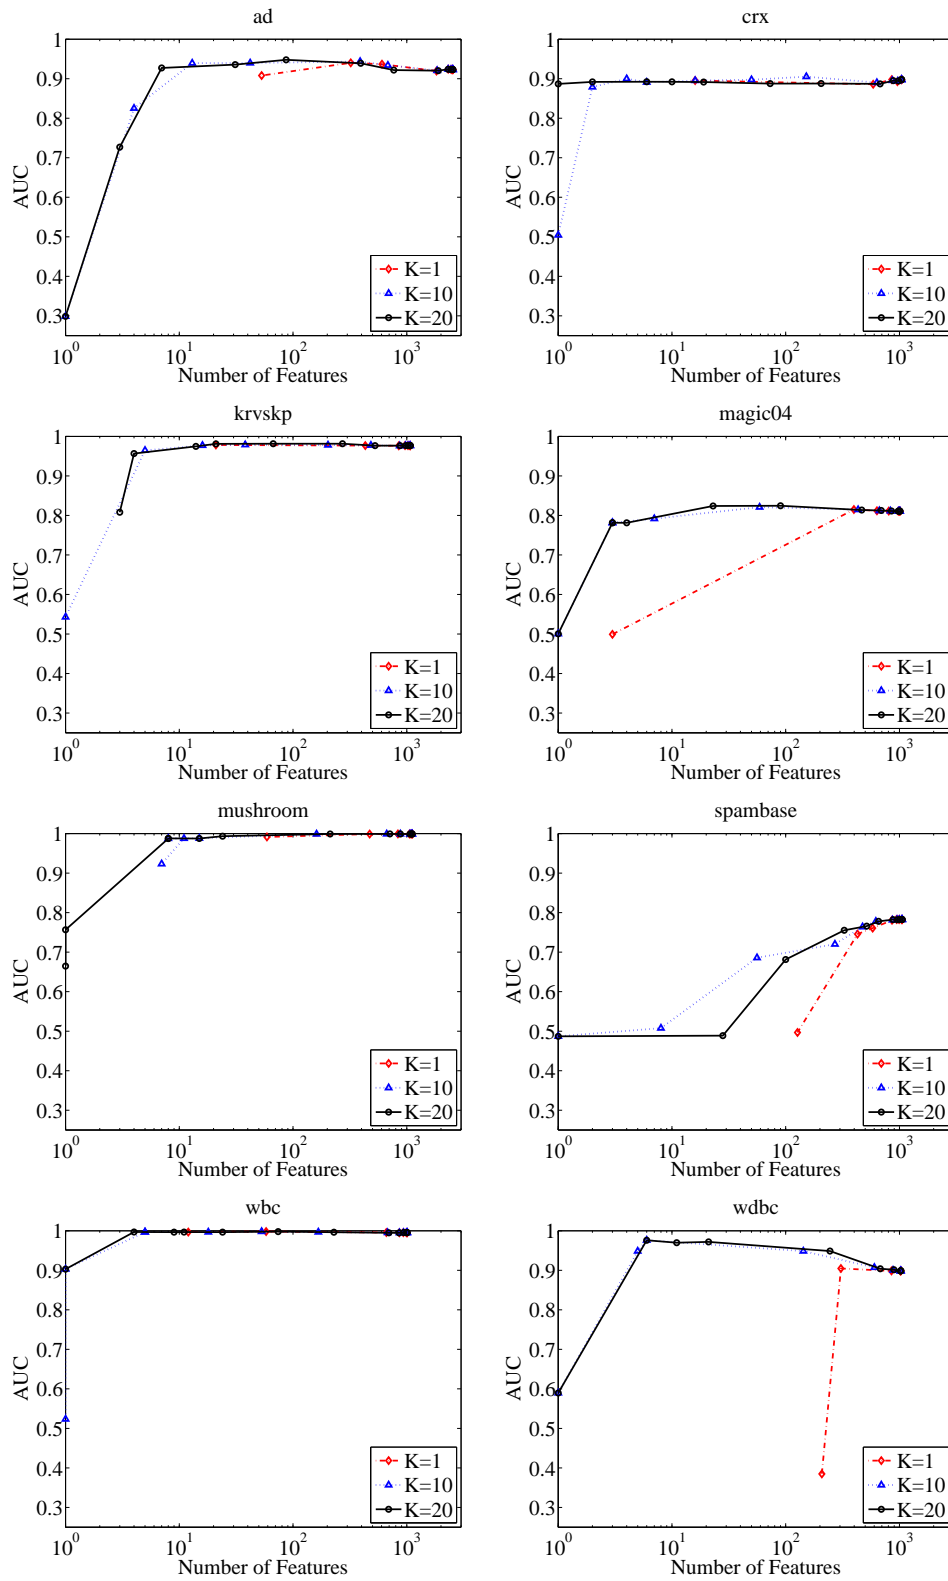 ad
1
0.9
0.8
0.7
0.6
0.5
0.4
0.3
AUC
10^0 10^1 10^2 10^3
Number of Features
K=1
K=10
K=20
crx
1
0.9
0.8
0.7
0.6
0.5
0.4
0.3
AUC
10^0 10^1 10^2 10^3
Number of Features
K=1
K=10
K=20
krvskp
1
0.9
0.8
0.7
0.6
0.5
0.4
0.3
AUC
10^0 10^1 10^2 10^3
Number of Features
K=1
K=10
K=20
magic04
1
0.9
0.8
0.7
0.6
0.5
0.4
0.3
AUC
10^0 10^1 10^2 10^3
Number of Features
K=1
K=10
K=20
mushroom
1
0.9
0.8
0.7
0.6
0.5
0.4
0.3
AUC
10^0 10^1 10^2 10^3
Number of Features
K=1
K=10
K=20
spambase
1
0.9
0.8
0.7
0.6
0.5
0.4
0.3
AUC
10^0 10^1 10^2 10^3
Number of Features
K=1
K=10
K=20
wbc
1
0.9
0.8
0.7
0.6
0.5
0.4
0.3
AUC
10^0 10^1 10^2 10^3
Number of Features
K=1
K=10
K=20
wdbc
1
0.9
0.8
0.7
0.6
0.5
0.4
0.3
AUC
10^0 10^1 10^2 10^3
Number of Features
K=1
K=10
K=20